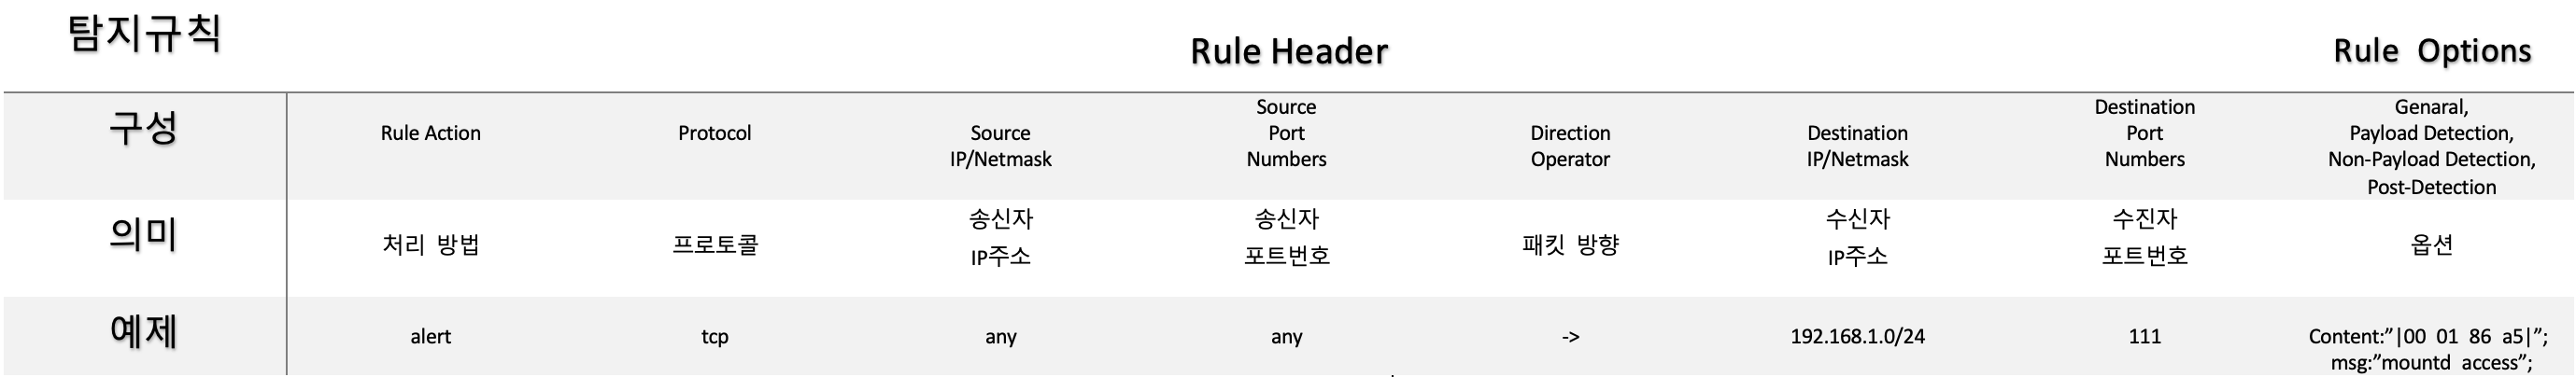 탐지규칙
Rule Header
Rule Options
구성
Rule Action
Protocol
Source
IP/Netmask
Source
Port
Numbers
Direction
Operator
Destination
IP/Netmask
Destination
Port
Numbers
Genaral,
Payload Detection,
Non-Payload Detection,
Post-Detection
의미
처리 방법
프로토콜
송신자
IP주소
송신자
포트번호
패킷 방향
수신자
IP주소
수진자
포트번호
옵션
예제
alert
tcp
any
any
->
192.168.1.0/24
111
Content:”|00 01 86 a5|”;
msg:”mountd access”;